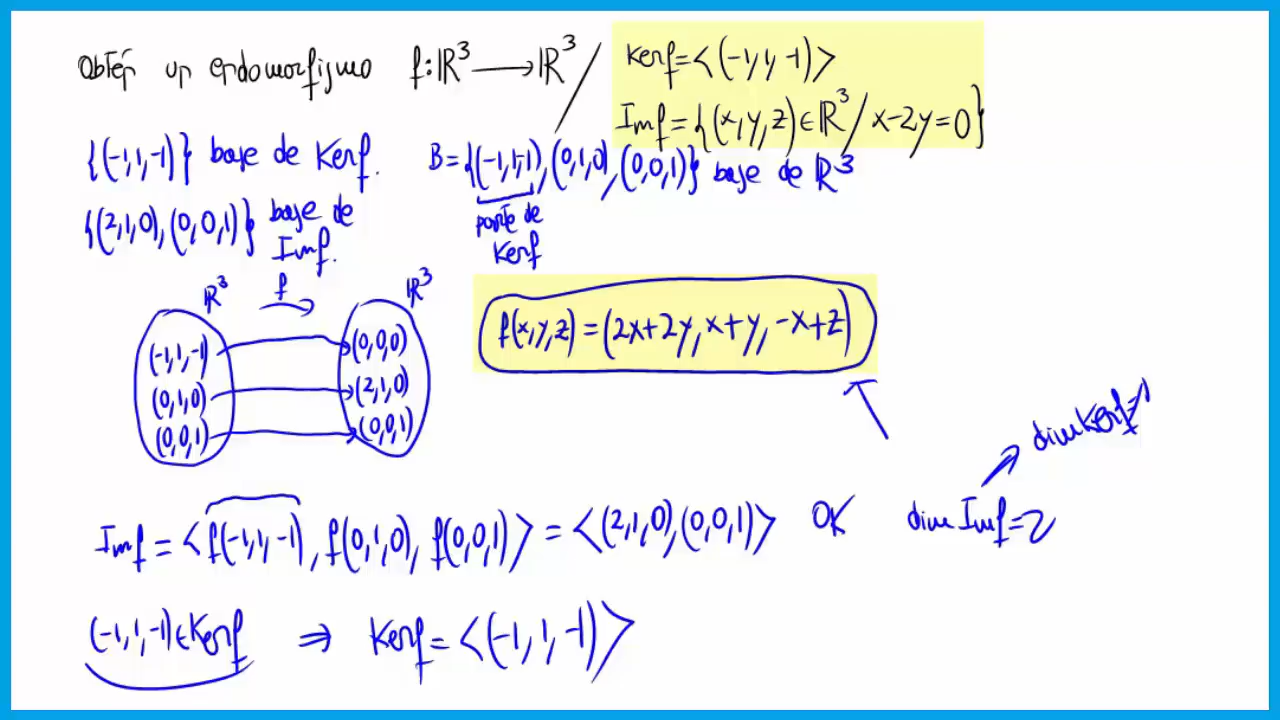 Obtén un endomorfismo f:ℝ³ → ℝ³ / Kerf=<(-1,1,-1)>
Imf={(x,y,z)∈ℝ³/x-2y=0}
{(-1,1,-1)} base de Kerf.
{(2,1,0),(0,0,1)} base de Imf.
B={(-1,1,-1),(0,1,0),(0,0,1)} base de ℝ³
parte de
Kerf
ℝ³ f ℝ³
(-1,1,-1) → (0,0,0)
(0,1,0) → (2,1,0)
(0,0,1) → (0,0,1)
f(x,y,z)=(2x+2y,x+y,-x+z)
dimKerf=1
Imf=<f(-1,1,-1),f(0,1,0),f(0,0,1)>=<(2,1,0),(0,0,1)> OK dim Imf=2
(-1,1,-1)∈Kerf ⇒ Kerf=<(-1,1,-1)>